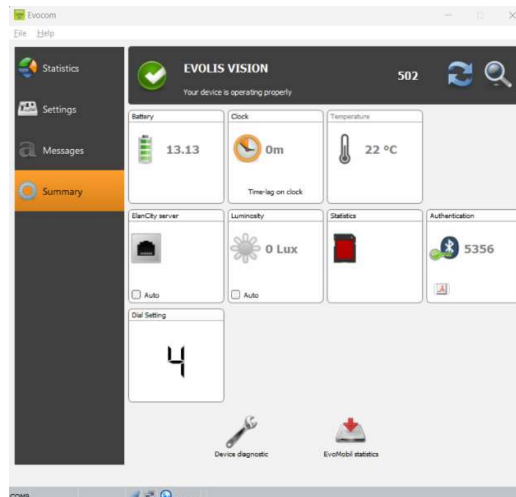 Evocom
File Help
Statistics
Settings
Messages
Summary
EVOLIS VISION
502
Your device is operating properly
Battery
13.13
Clock
0m
Time-lag on clock
Temperature
22 °C
ElanCity server
Auto
Luminosity
0 Lux
Auto
Statistics
Authentication
5356
Dial Setting
4
Device diagnostic
EvoMobil statistics